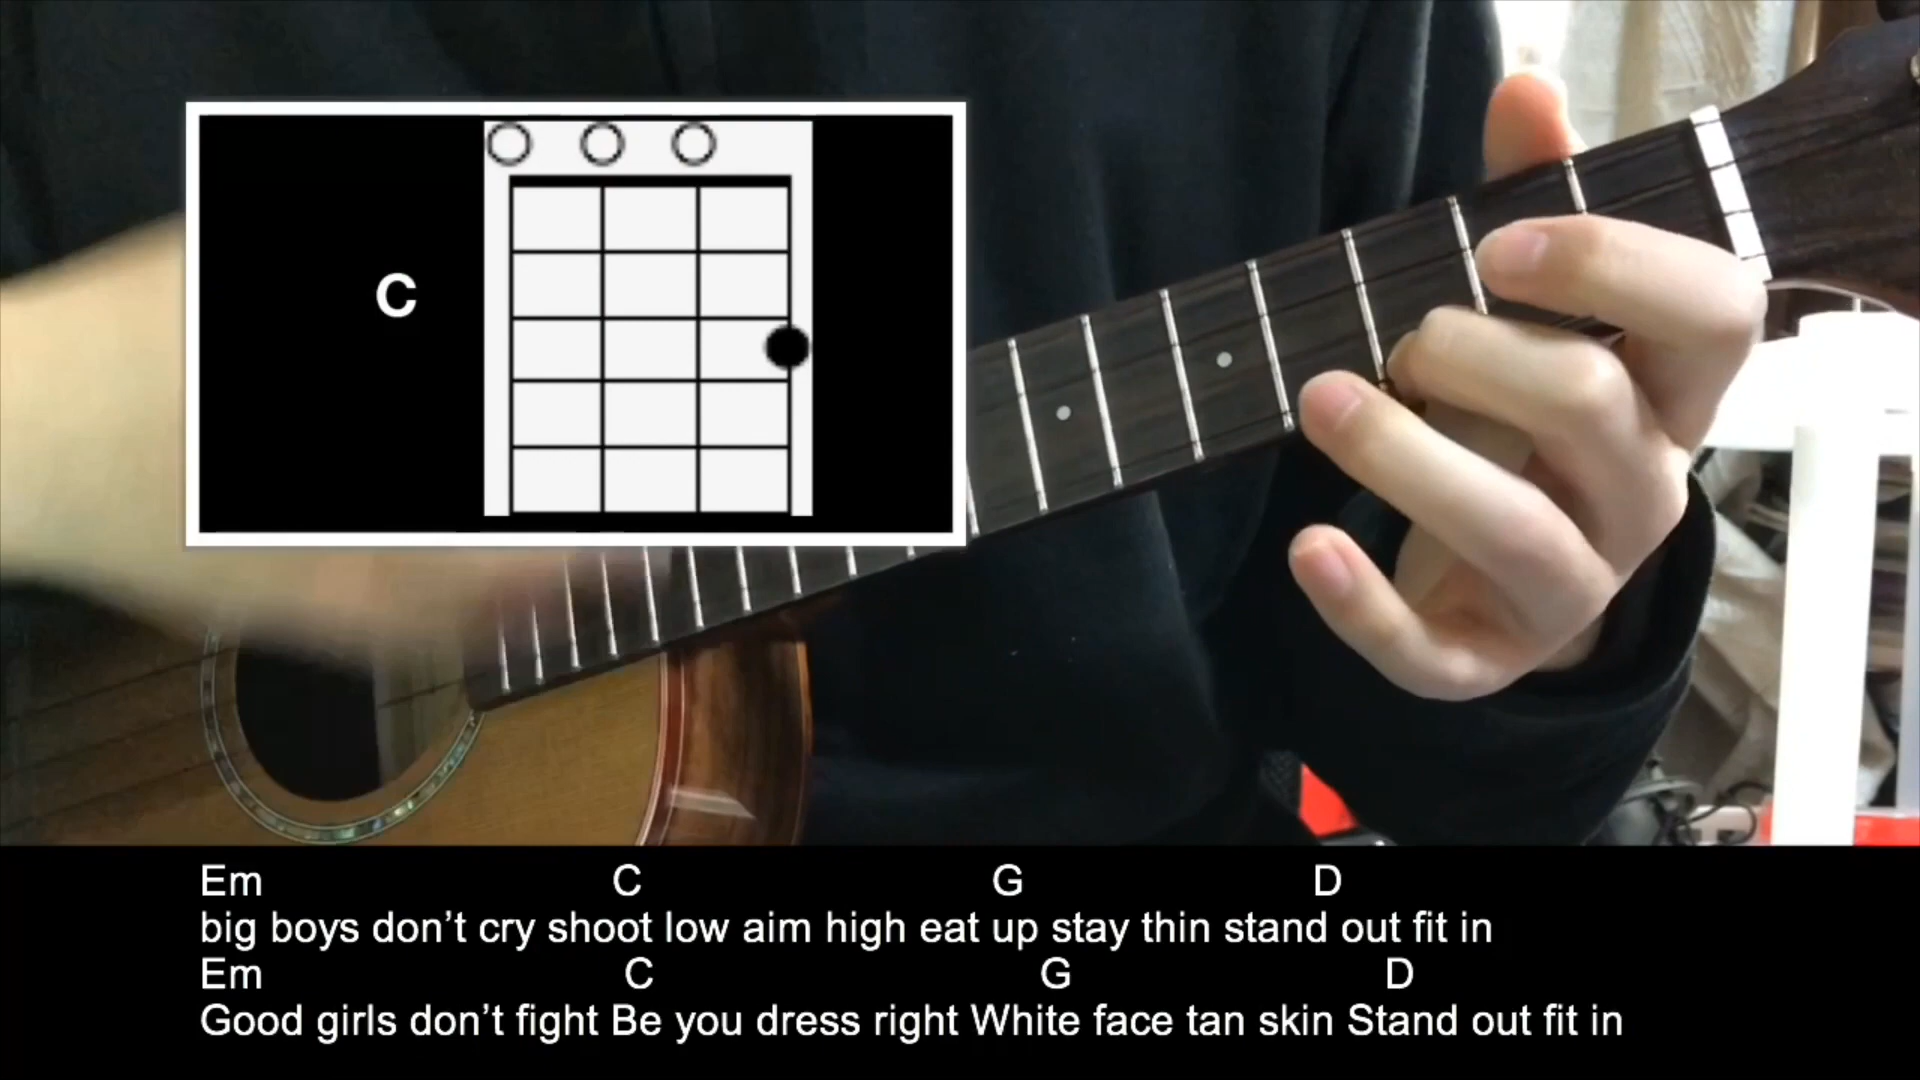 C
Em C G D
big boys don’t cry shoot low aim high eat up stay thin stand out fit in
Em C G D
Good girls don’t fight Be you dress right White face tan skin Stand out fit in